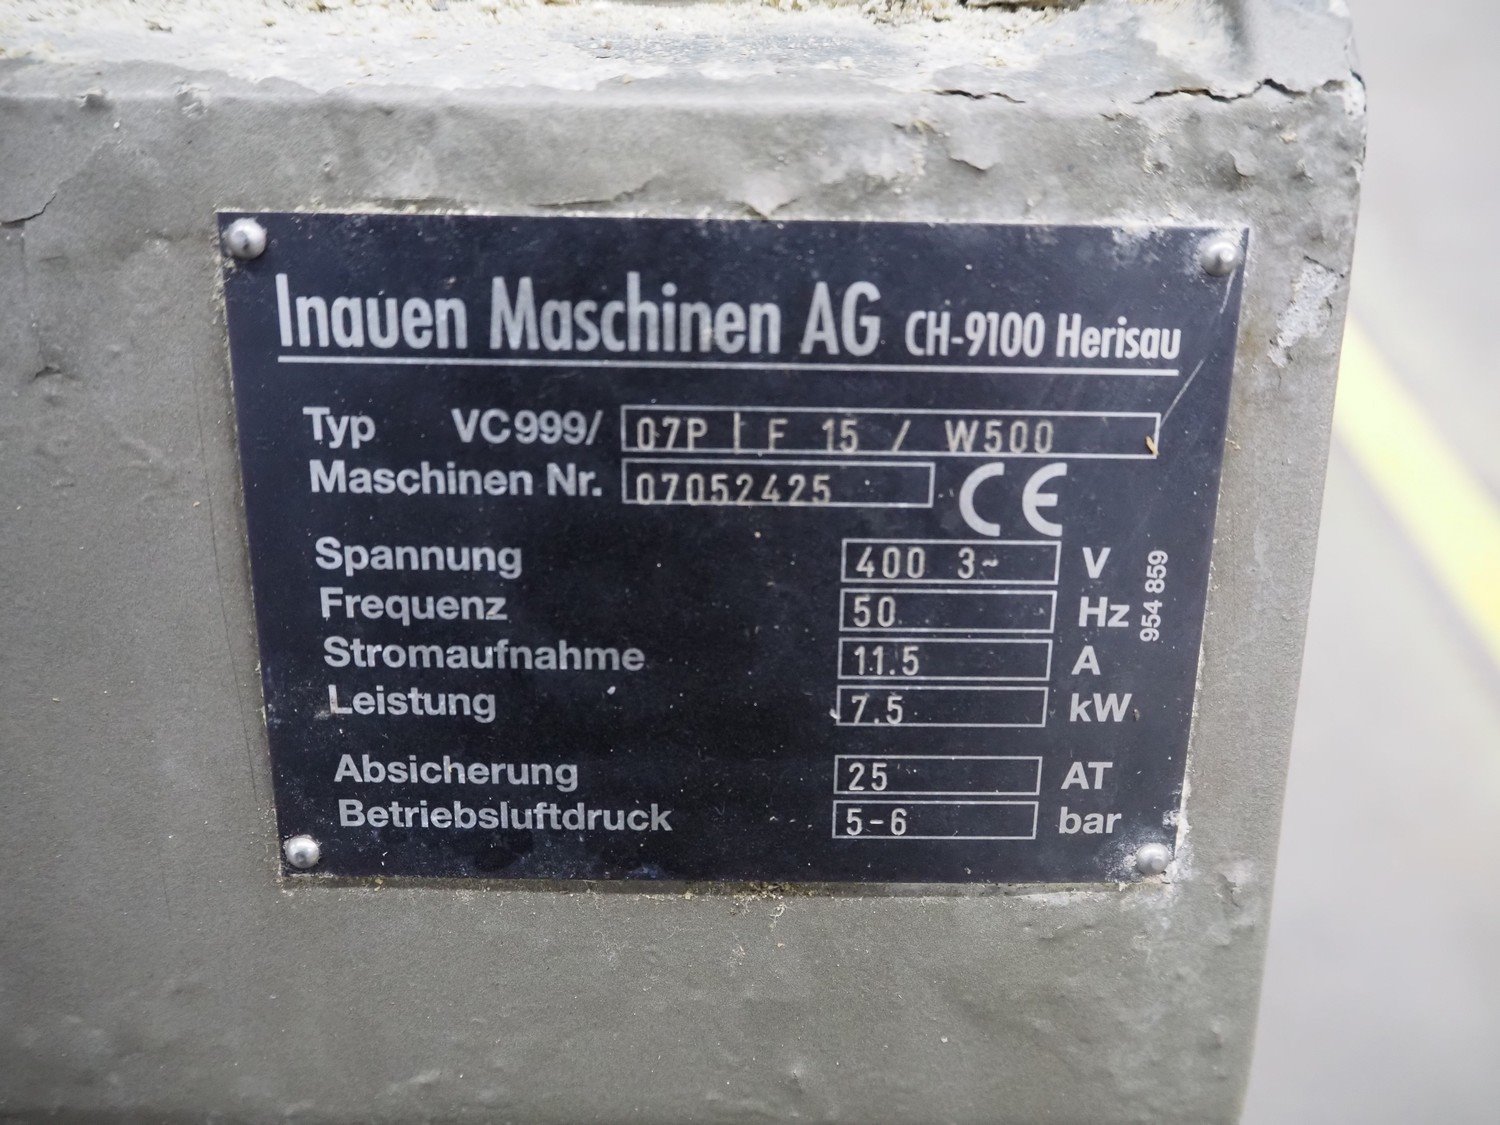 Inauen Maschinen AG CH-9100 Herisau
Typ VC999/ 07P | F 15 / W500
Maschinen Nr. 07052425
CE
Spannung 400 3~ V
Frequenz 50 Hz
Stromaufnahme 11.5 A
Leistung 7.5 kW
Absicherung 25 AT
Betriebsluftdruck 5-6 bar
954 859